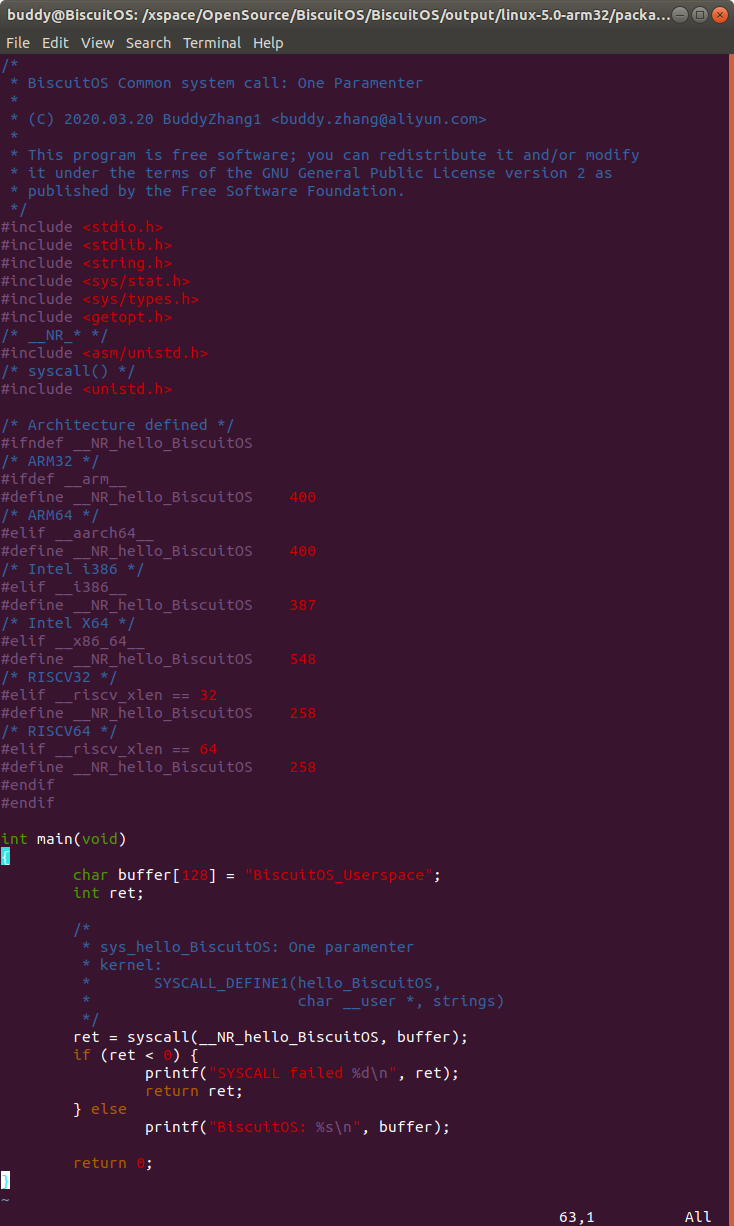 buddy@BiscuitOS: /xspace/OpenSource/BiscuitOS/BiscuitOS/output/linux-5.0-arm32/packa...
File Edit View Search Terminal Help
/*
 * BiscuitOS Common system call: One Paramenter
 *
 * (C) 2020.03.20 BuddyZhang1 <buddy.zhang@aliyun.com>
 *
 * This program is free software; you can redistribute it and/or modify
 * it under the terms of the GNU General Public License version 2 as
 * published by the Free Software Foundation.
 */
#include <stdio.h>
#include <stdlib.h>
#include <string.h>
#include <sys/stat.h>
#include <sys/types.h>
#include <getopt.h>
/* __NR_* */
#include <asm/unistd.h>
/* syscall() */
#include <unistd.h>

/* Architecture defined */
#ifndef __NR_hello_BiscuitOS
/* ARM32 */
#ifdef __arm__
#define __NR_hello_BiscuitOS    400
/* ARM64 */
#elif __aarch64__
#define __NR_hello_BiscuitOS    400
/* Intel i386 */
#elif __i386__
#define __NR_hello_BiscuitOS    387
/* Intel X64 */
#elif __x86_64__
#define __NR_hello_BiscuitOS    548
/* RISCV32 */
#elif __riscv_xlen == 32
#define __NR_hello_BiscuitOS    258
/* RISCV64 */
#elif __riscv_xlen == 64
#define __NR_hello_BiscuitOS    258
#endif
#endif

int main(void)
{
        char buffer[128] = "BiscuitOS_Userspace";
        int ret;

        /*
         * sys_hello_BiscuitOS: One paramenter
         * kernel:
         *       SYSCALL_DEFINE1(hello_BiscuitOS,
         *                       char __user *, strings)
         */
        ret = syscall(__NR_hello_BiscuitOS, buffer);
        if (ret < 0) {
                printf("SYSCALL failed %d\n", ret);
                return ret;
        } else
                printf("BiscuitOS: %s\n", buffer);

        return 0;
}
~
63,1 All